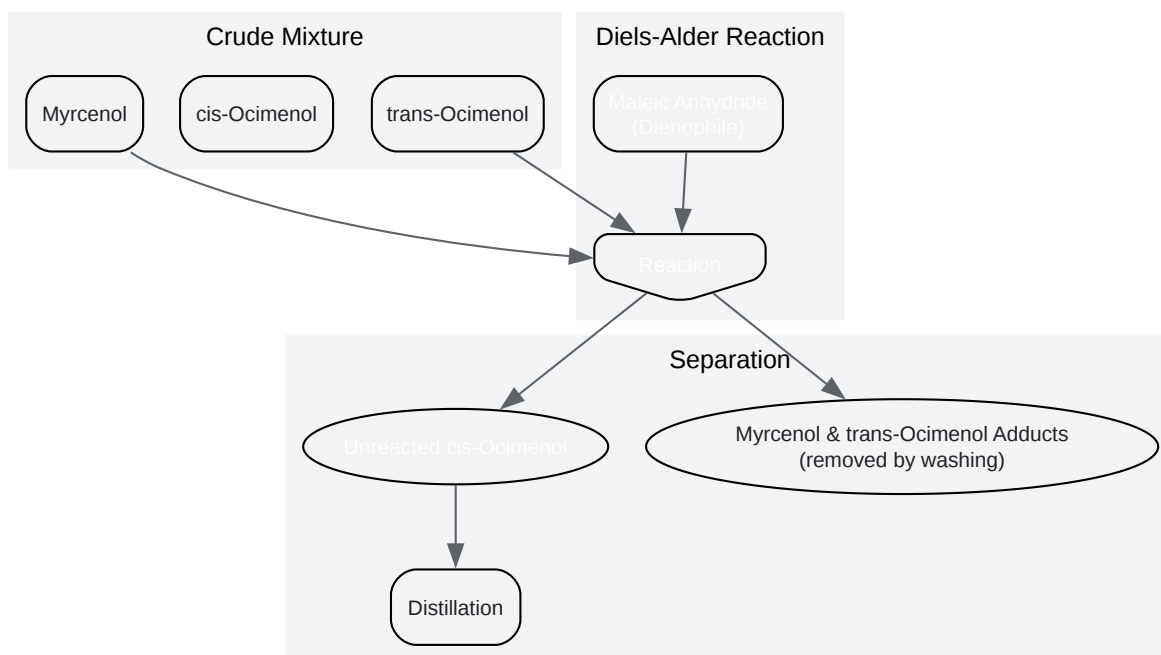 Crude Mixture
Diels-Alder Reaction
Myrcenol
cis-Ocimenol
trans-Ocimenol
Maleic Anhydride
(Dienophile)
Reaction
Separation
Unreacted cis-Ocimenol
Myrcenol & trans-Ocimenol Adducts
(removed by washing)
Distillation